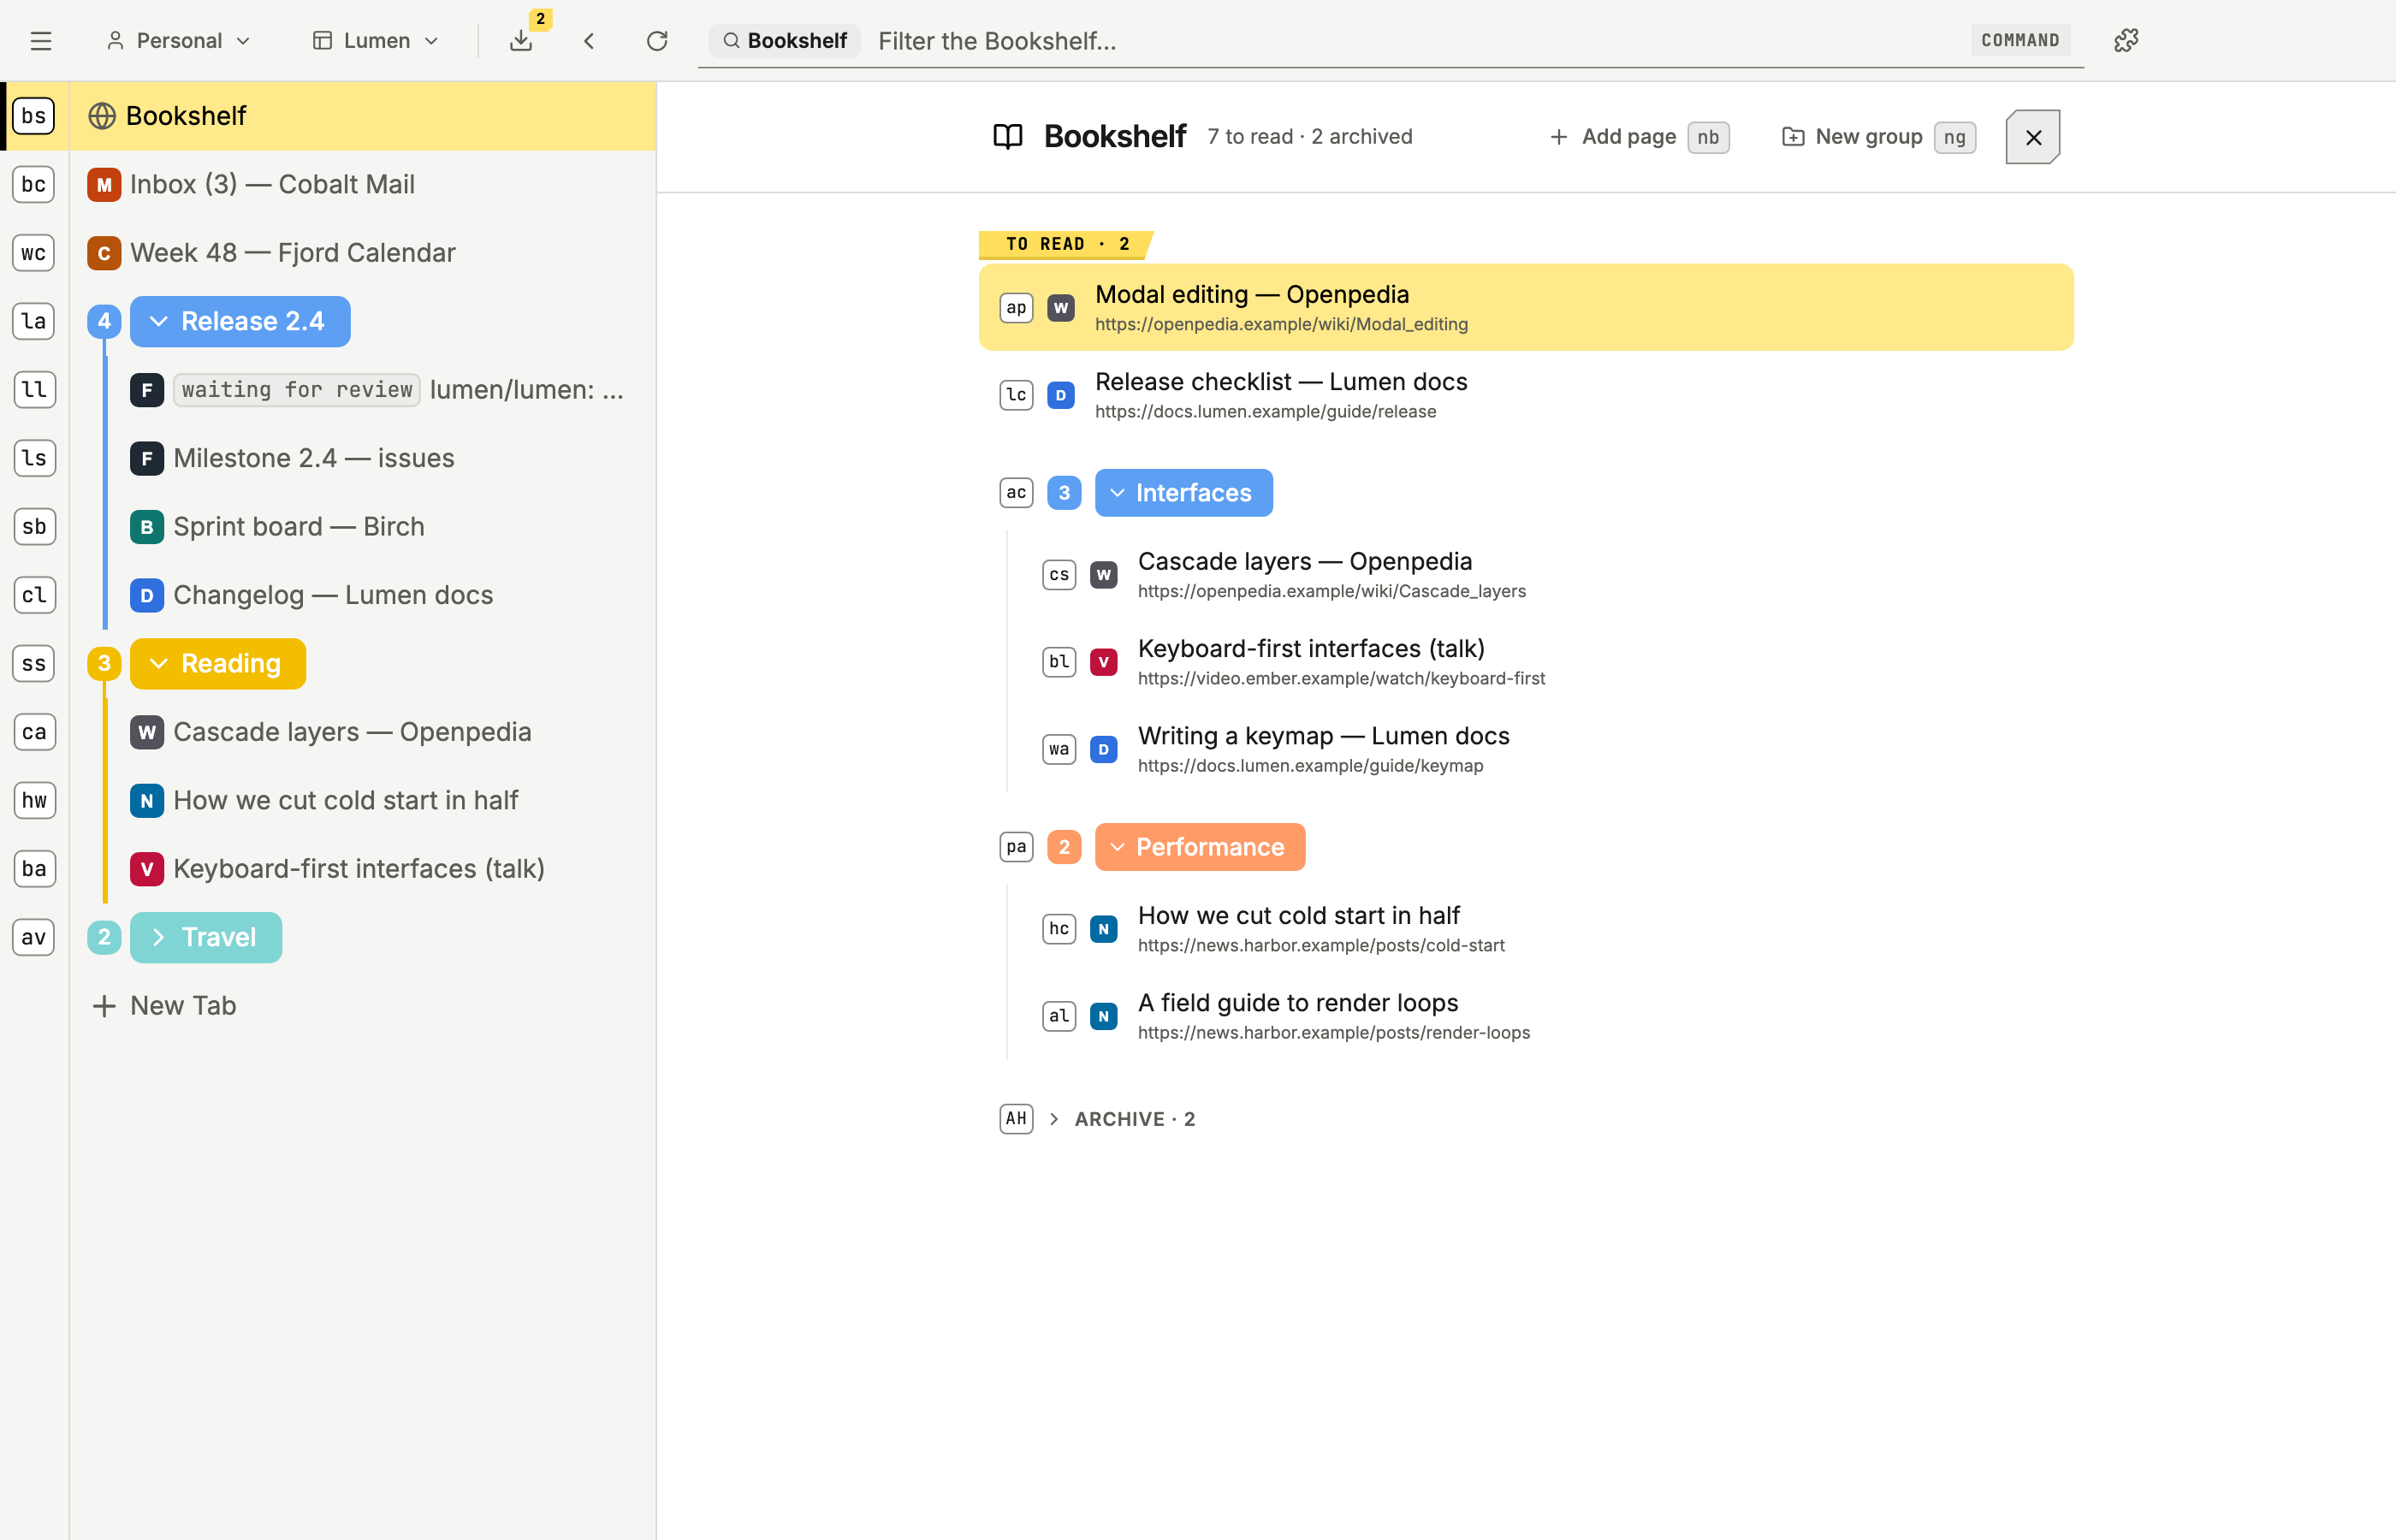 Personal
Lumen
2
Bookshelf
Filter the Bookshelf...
COMMAND
bs Bookshelf
bc M Inbox (3) — Cobalt Mail
wc C Week 48 — Fjord Calendar
la 4 Release 2.4
ll F waiting for review lumen/lumen: ...
ls F Milestone 2.4 — issues
sb B Sprint board — Birch
cl D Changelog — Lumen docs
ss 3 Reading
ca W Cascade layers — Openpedia
hw N How we cut cold start in half
ba V Keyboard-first interfaces (talk)
av 2 Travel
New Tab
Bookshelf 7 to read · 2 archived
Add page nb
New group ng
TO READ · 2
ap W Modal editing — Openpedia
https://openpedia.example/wiki/Modal_editing
lc D Release checklist — Lumen docs
https://docs.lumen.example/guide/release
ac 3 Interfaces
cs W Cascade layers — Openpedia
https://openpedia.example/wiki/Cascade_layers
bl V Keyboard-first interfaces (talk)
https://video.ember.example/watch/keyboard-first
wa D Writing a keymap — Lumen docs
https://docs.lumen.example/guide/keymap
pa 2 Performance
hc N How we cut cold start in half
https://news.harbor.example/posts/cold-start
al N A field guide to render loops
https://news.harbor.example/posts/render-loops
AH ARCHIVE · 2